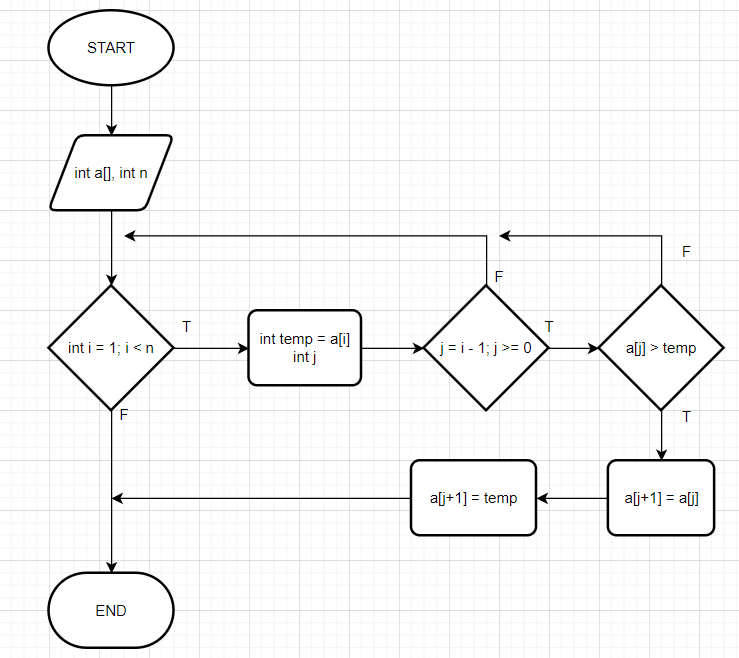 START
int a[], int n
F
F
T
T
int i = 1; i < n
int temp = a[i]
int j
j = i - 1; j >= 0
a[j] > temp
F
T
a[j+1] = temp
a[j+1] = a[j]
END